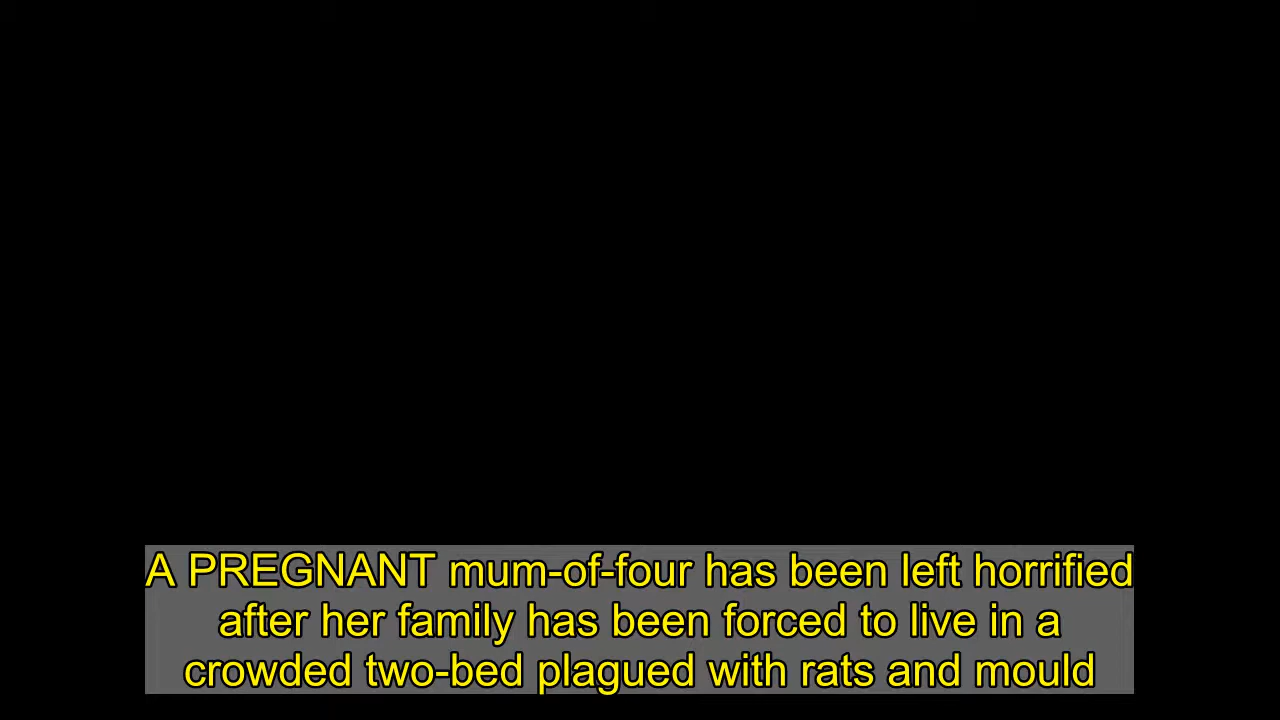 A PREGNANT mum-of-four has been left horrified
after her family has been forced to live in a
crowded two-bed plagued with rats and mould